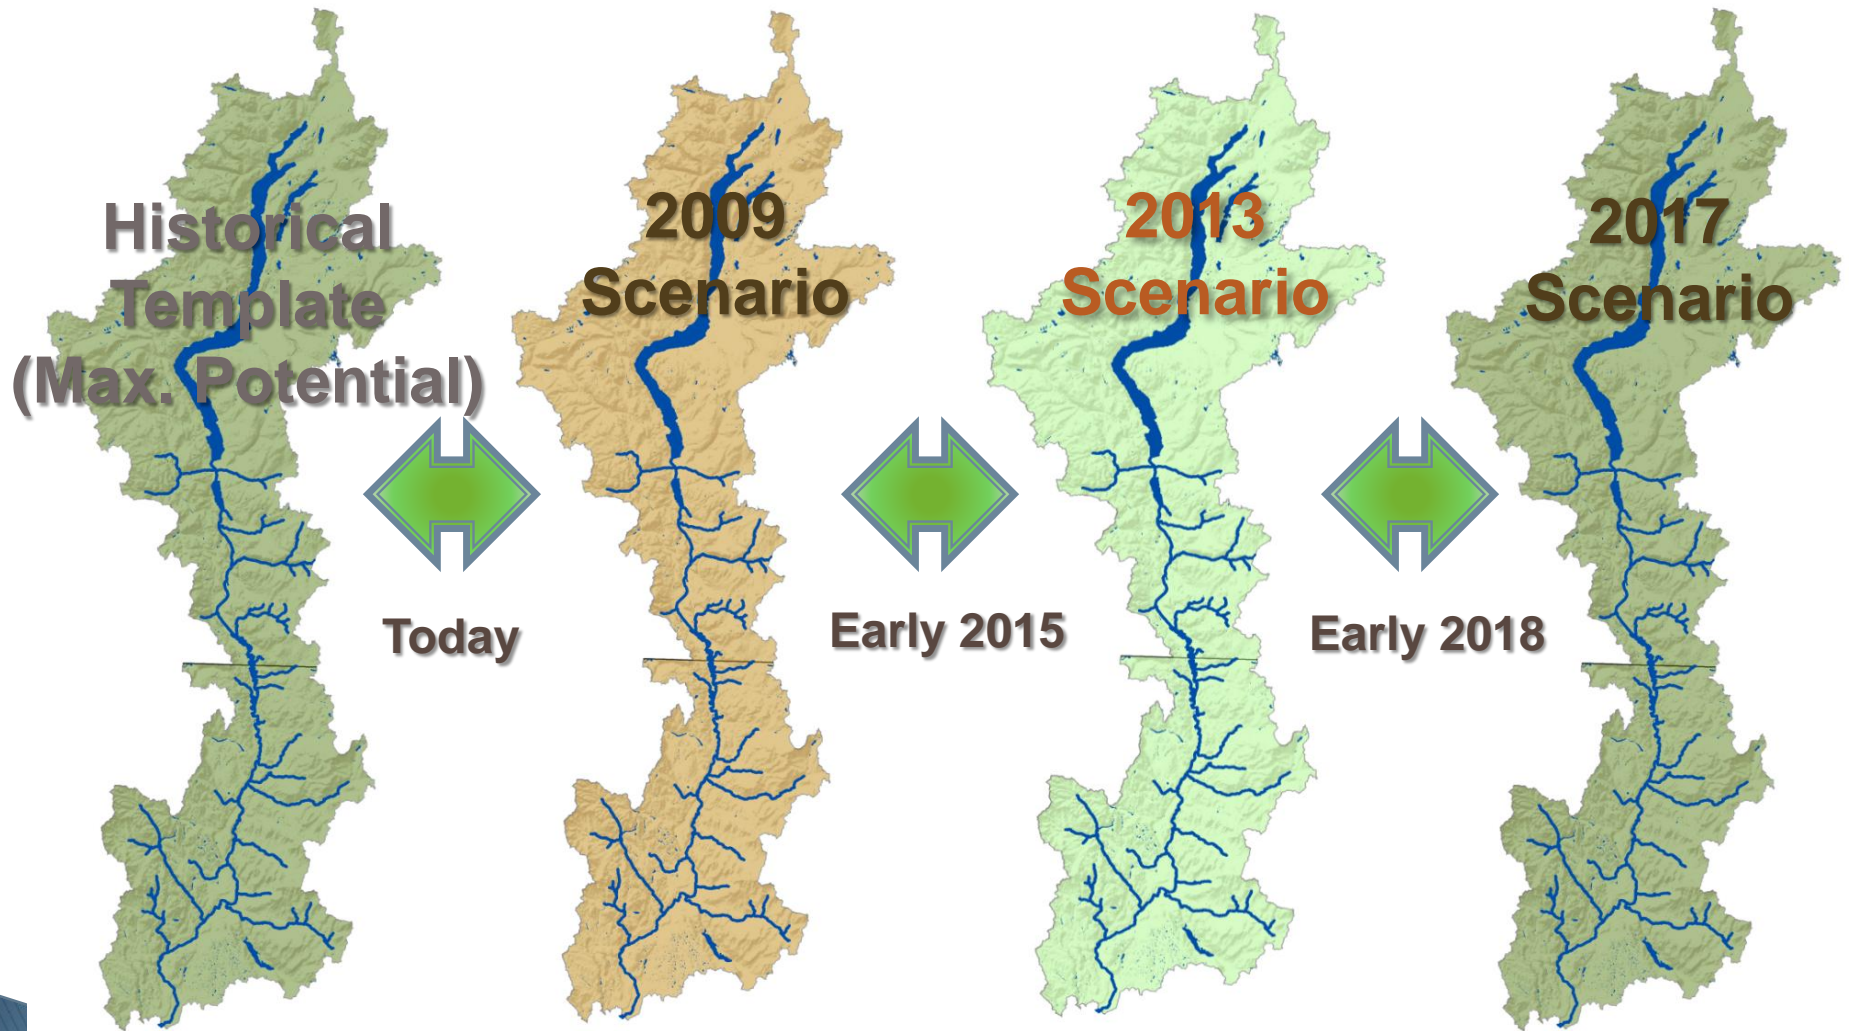 Historical
Template
(Max. Potential)
2009
Scenario
2013
Scenario
2017
Scenario
Today
Early 2015
Early 2018